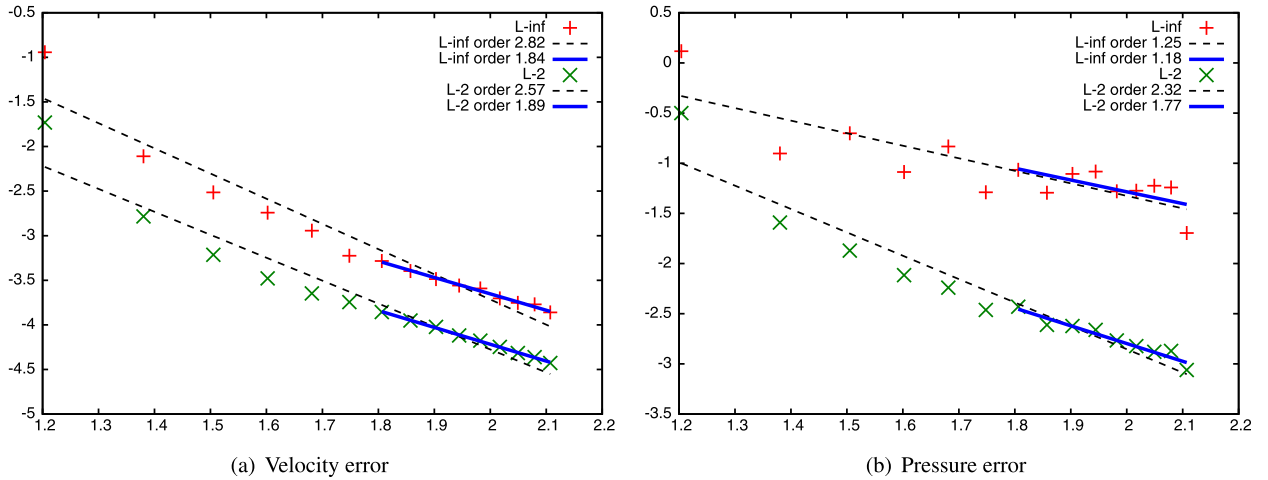 -0.5
-1
-1.5
-2
-2.5
-3
-3.5
-4
-4.5
-5
1.2 1.3 1.4 1.5 1.6 1.7 1.8 1.9 2 2.1 2.2
L-inf
L-inf order 2.82
L-inf order 1.84
L-2
L-2 order 2.57
L-2 order 1.89
(a) Velocity error
0.5
0
-0.5
-1
-1.5
-2
-2.5
-3
-3.5
1.2 1.3 1.4 1.5 1.6 1.7 1.8 1.9 2 2.1 2.2
L-inf
L-inf order 1.25
L-inf order 1.18
L-2
L-2 order 2.32
L-2 order 1.77
(b) Pressure error